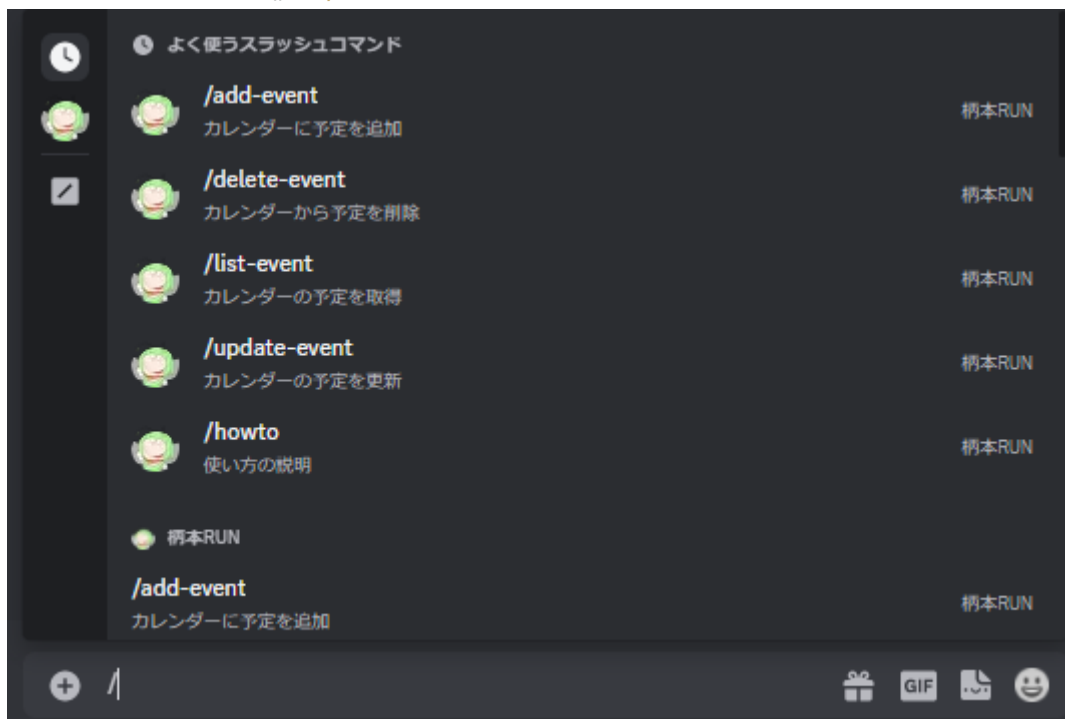 よく使うスラッシュコマンド
/add-event
カレンダーに予定を追加
柄本RUN
/delete-event
カレンダーから予定を削除
柄本RUN
/list-event
カレンダーの予定を取得
柄本RUN
/update-event
カレンダーの予定を更新
柄本RUN
/howto
使い方の説明
柄本RUN
柄本RUN
/add-event
カレンダーに予定を追加
柄本RUN
/
GIF